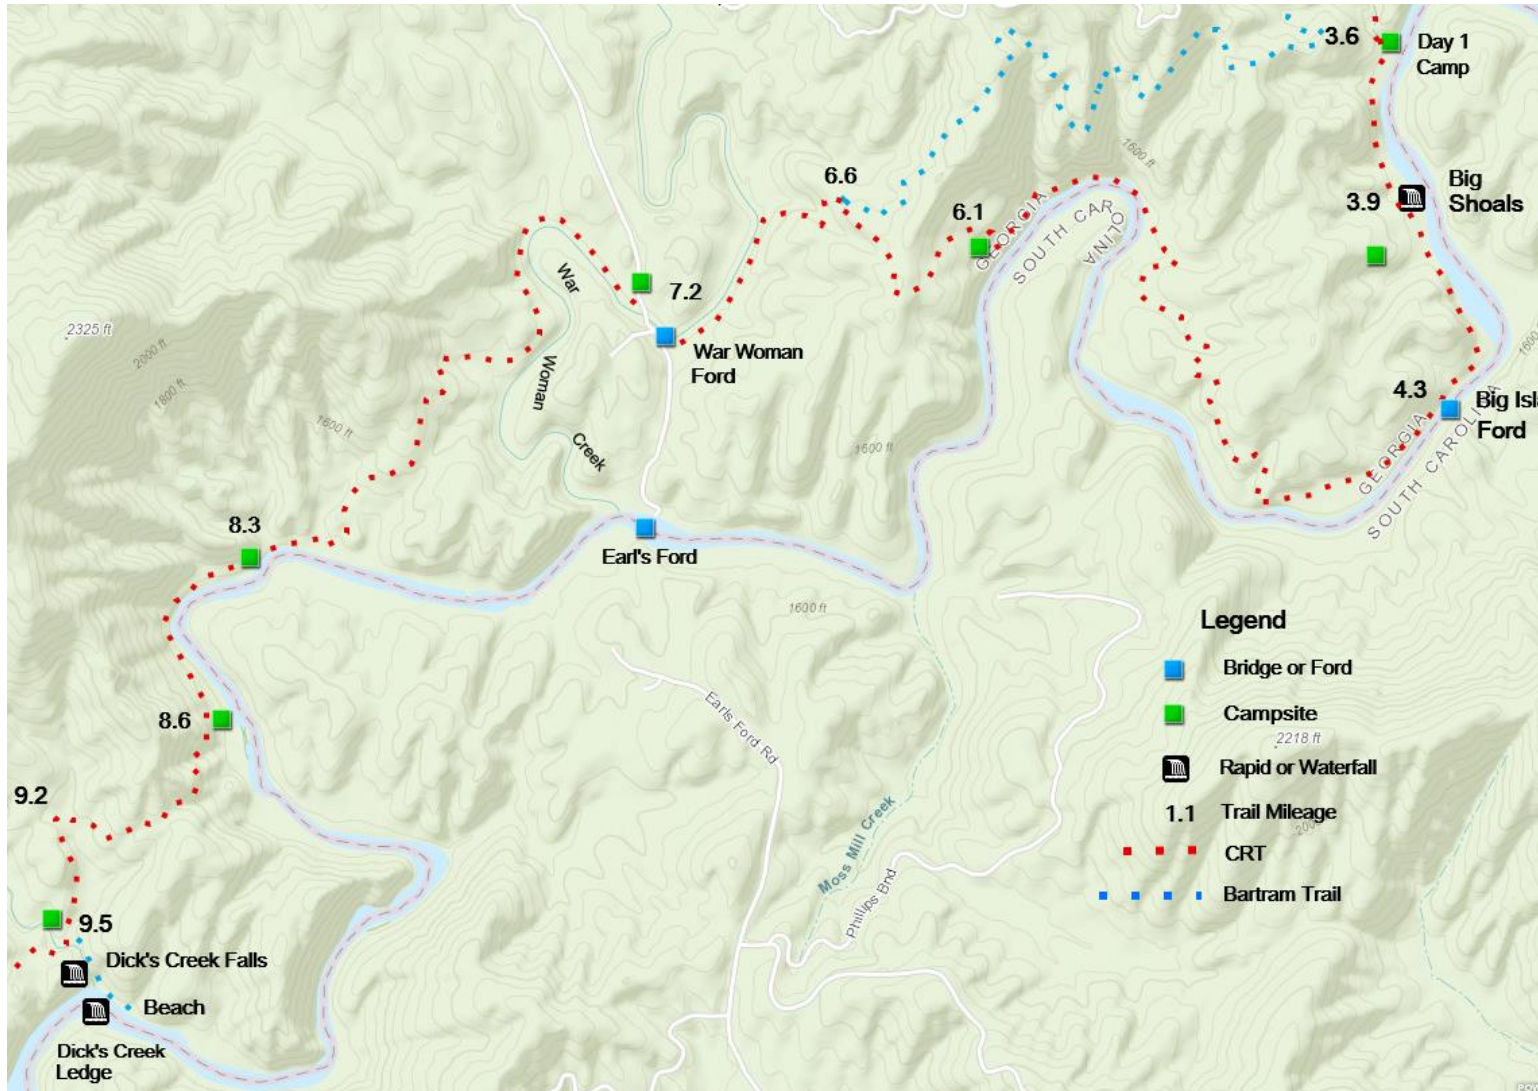 3.6
Day 1
Camp
1600 ft
Big
Shoals
3.9
6.6
6.1
GEORGIA
SOUTH CAROLINA
7.2
War Woman
Ford
War
Woman
Creek
2325 ft
2000 ft
1800 ft
1600 ft
1600
4.3
Big Isl
Ford
GEORGIA
SOUTH CAROLINA
1600 ft
8.3
Earl's Ford
1600 ft
Earls Ford Rd
8.6
9.2
9.5
Dick's Creek Falls
Beach
Dick's Creek
Ledge
Moss Mill Creek
Phillips Bnd
Legend
Bridge or Ford
Campsite
2218 ft
Rapid or Waterfall
1.1 Trail Mileage
CRT
Bartram Trail